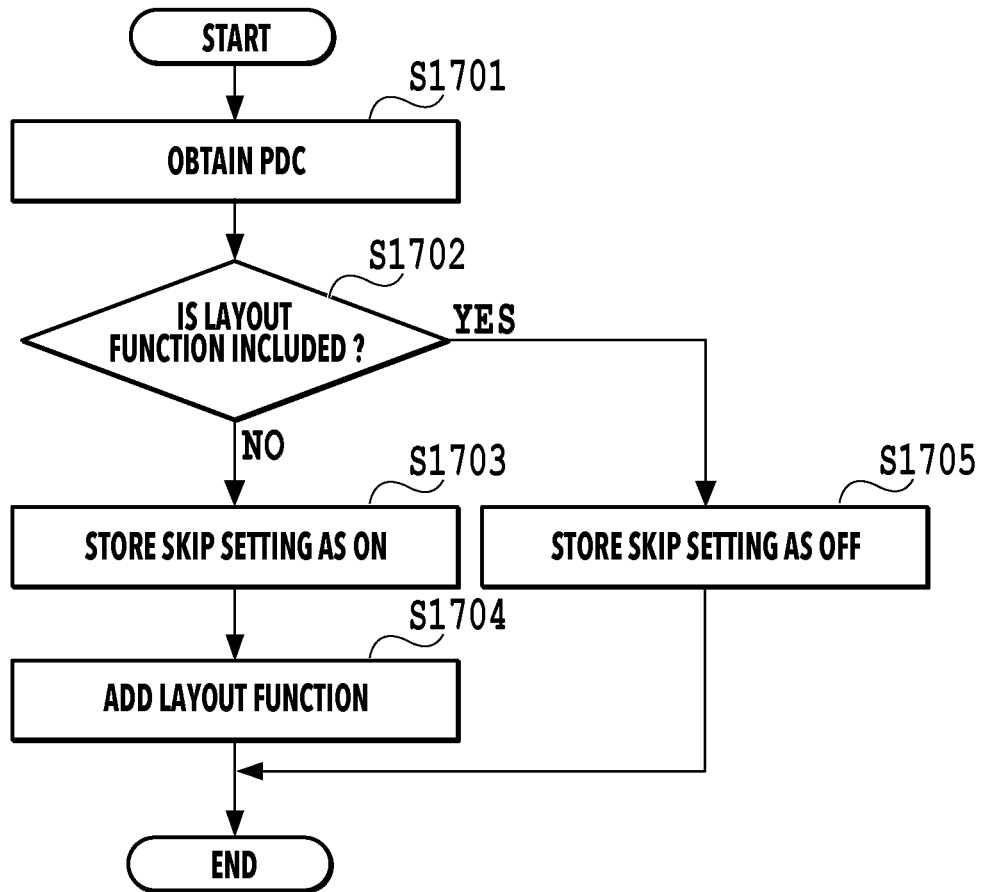 START
S1701
OBTAIN PDC
S1702
IS LAYOUT
FUNCTION INCLUDED ?
YES
NO
S1703
STORE SKIP SETTING AS ON
S1705
STORE SKIP SETTING AS OFF
S1704
ADD LAYOUT FUNCTION
END